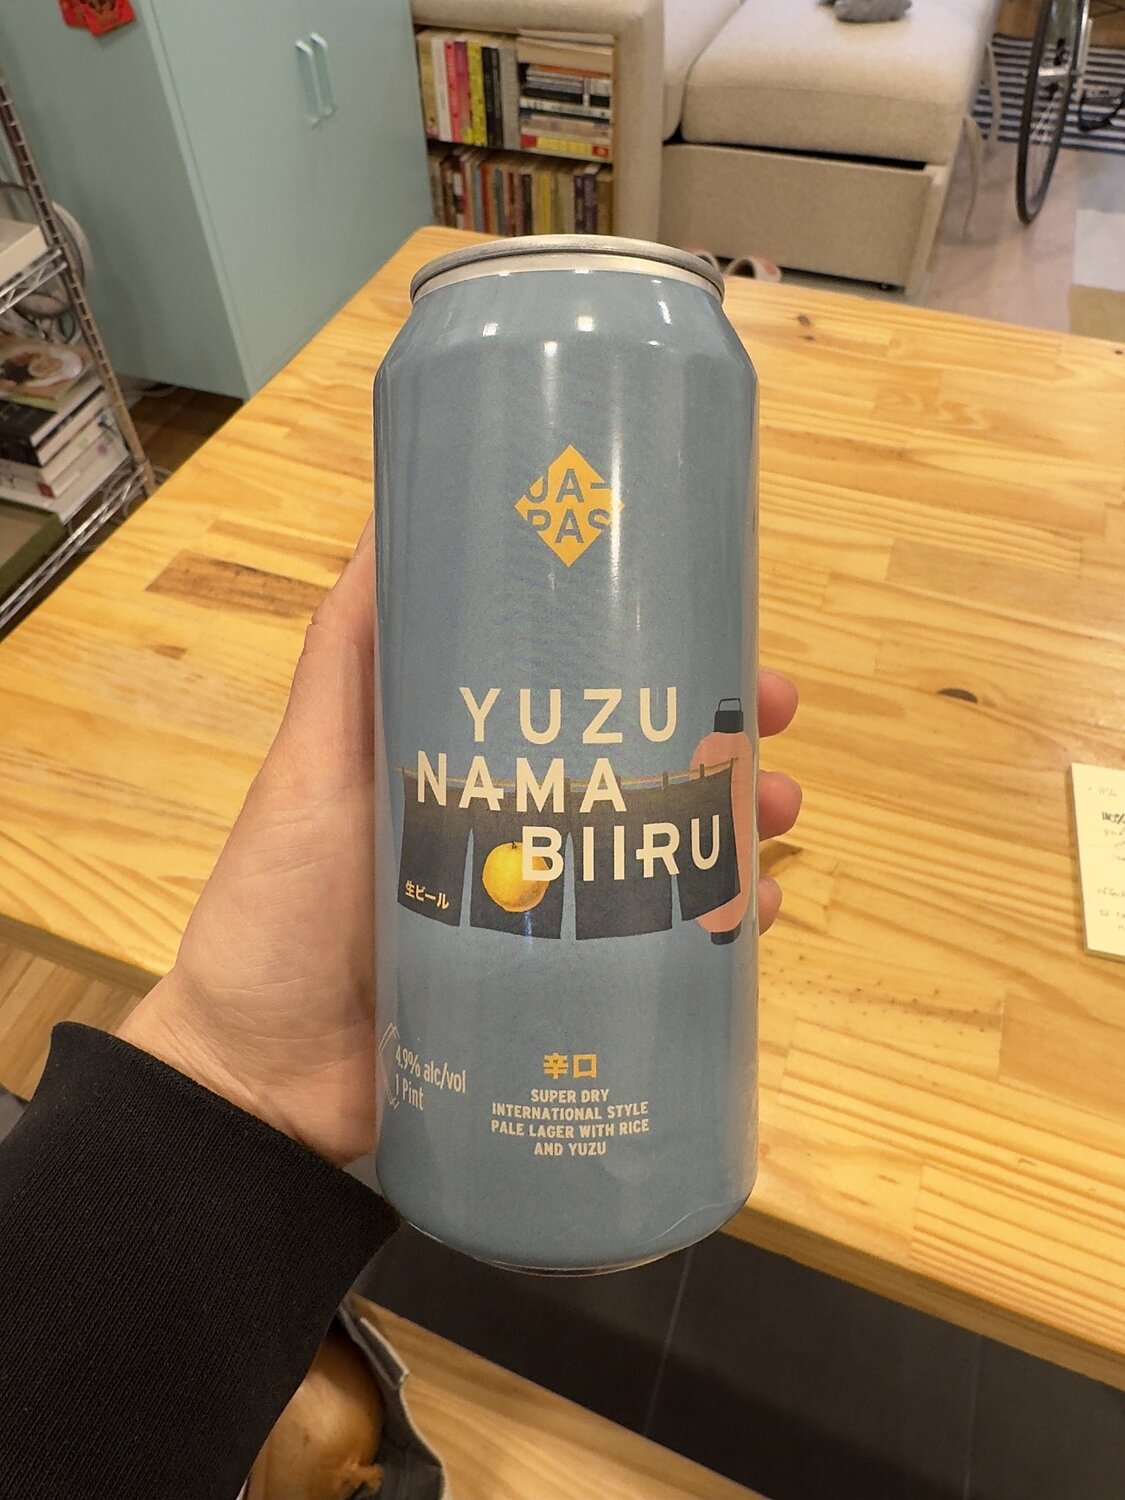 JA-
PAS
YUZU
NAMA
BIIRU
生ビール
4.9% alc/vol
1 Pint
辛口
SUPER DRY
INTERNATIONAL STYLE
PALE LAGER WITH RICE
AND YUZU